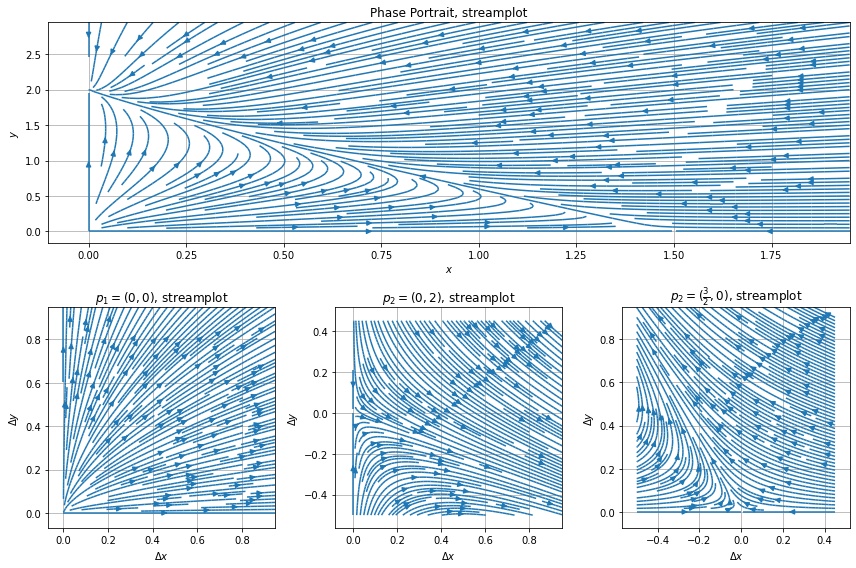 Phase Portrait, streamplot
y
2.5
2.0
1.5
1.0
0.5
0.0
0.00 0.25 0.50 0.75 1.00 1.25 1.50 1.75
x
p₁ = (0, 0), streamplot
Δy
0.8
0.6
0.4
0.2
0.0
0.0 0.2 0.4 0.6 0.8
Δx
p₂ = (0, 2), streamplot
Δy
0.4
0.2
0.0
−0.2
−0.4
0.0 0.2 0.4 0.6 0.8
Δx
p₂ = (3/2, 0), streamplot
Δy
0.8
0.6
0.4
0.2
0.0
−0.4 −0.2 0.0 0.2 0.4
Δx